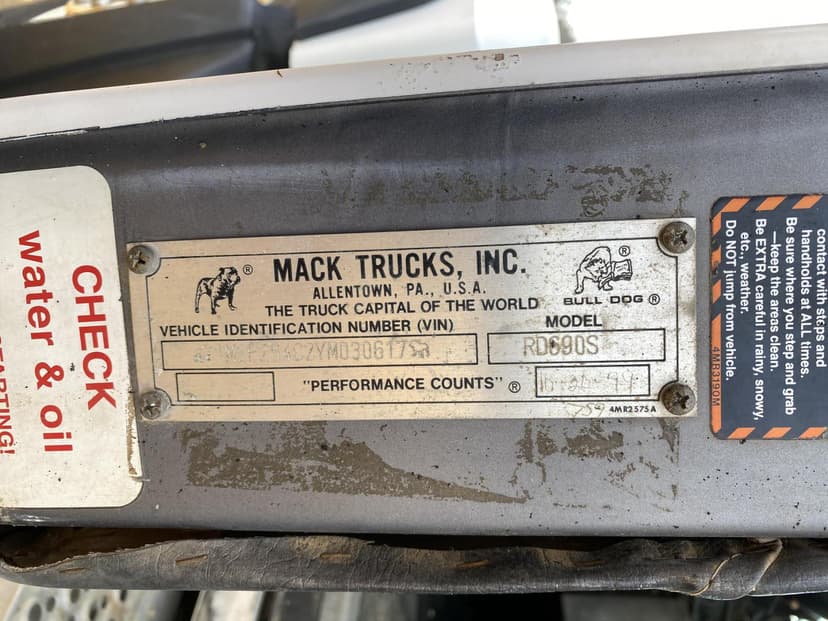 CHECK
water & oil
STARTING!
®
MACK TRUCKS, INC.
®
ALLENTOWN, PA., U.S.A.
THE TRUCK CAPITAL OF THE WORLD
BULL DOG ®
VEHICLE IDENTIFICATION NUMBER (VIN)
MODEL
RD690S
"PERFORMANCE COUNTS" ®
4MR2575A
contact with steps and
handholds at ALL times.
Be sure where you step and grab
—keep the areas clean.
Be EXTRA careful in rainy, snowy,
etc., weather.
Do NOT jump from vehicle.
4MR3190M